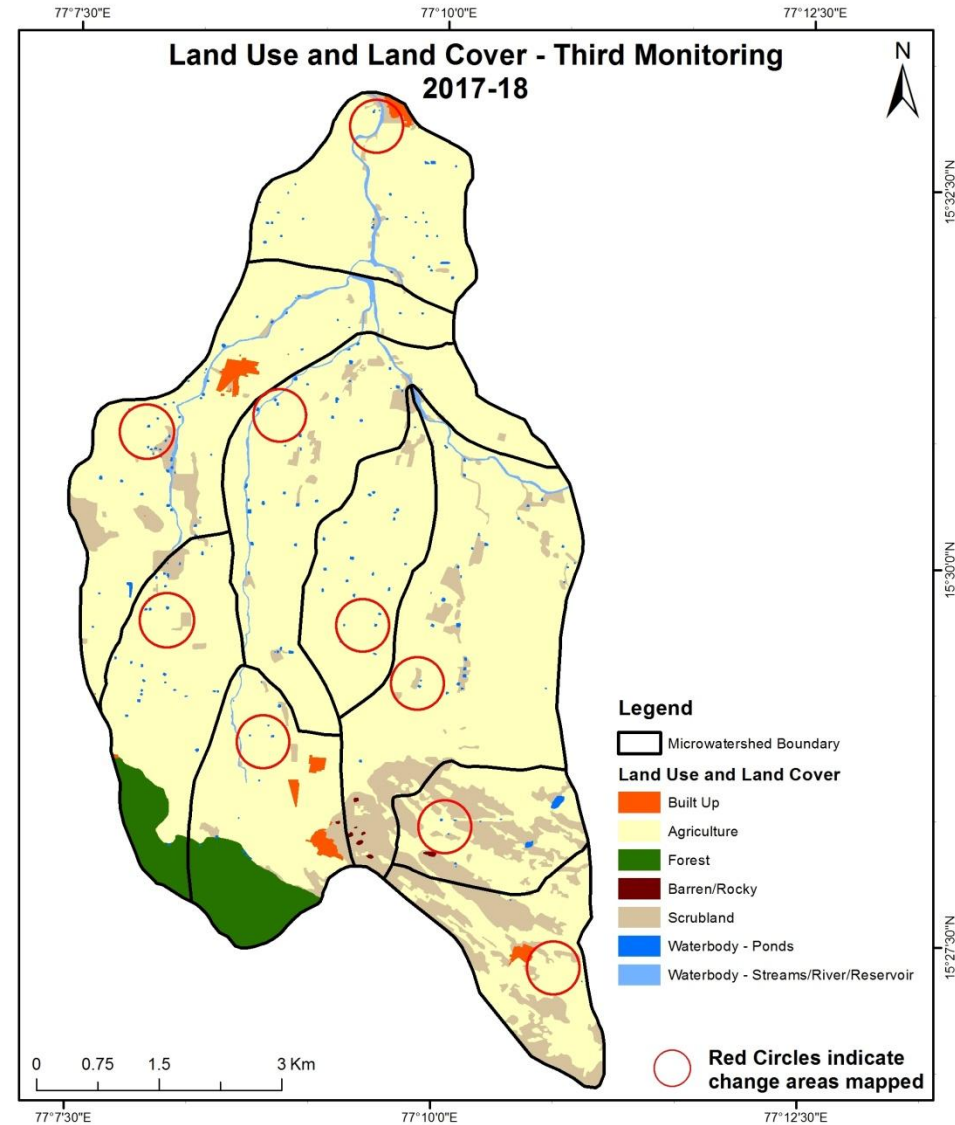 77°7'30"E 77°10'0"E 77°12'30"E
Land Use and Land Cover - Third Monitoring
2017-18
N
15°32'30"N
15°30'0"N
15°27'30"N
Legend
Microwatershed Boundary
Land Use and Land Cover
Built Up
Agriculture
Forest
Barren/Rocky
Scrubland
Waterbody - Ponds
Waterbody - Streams/River/Reservoir
Red Circles indicate
change areas mapped
0 0.75 1.5 3 Km
77°7'30"E 77°10'0"E 77°12'30"E